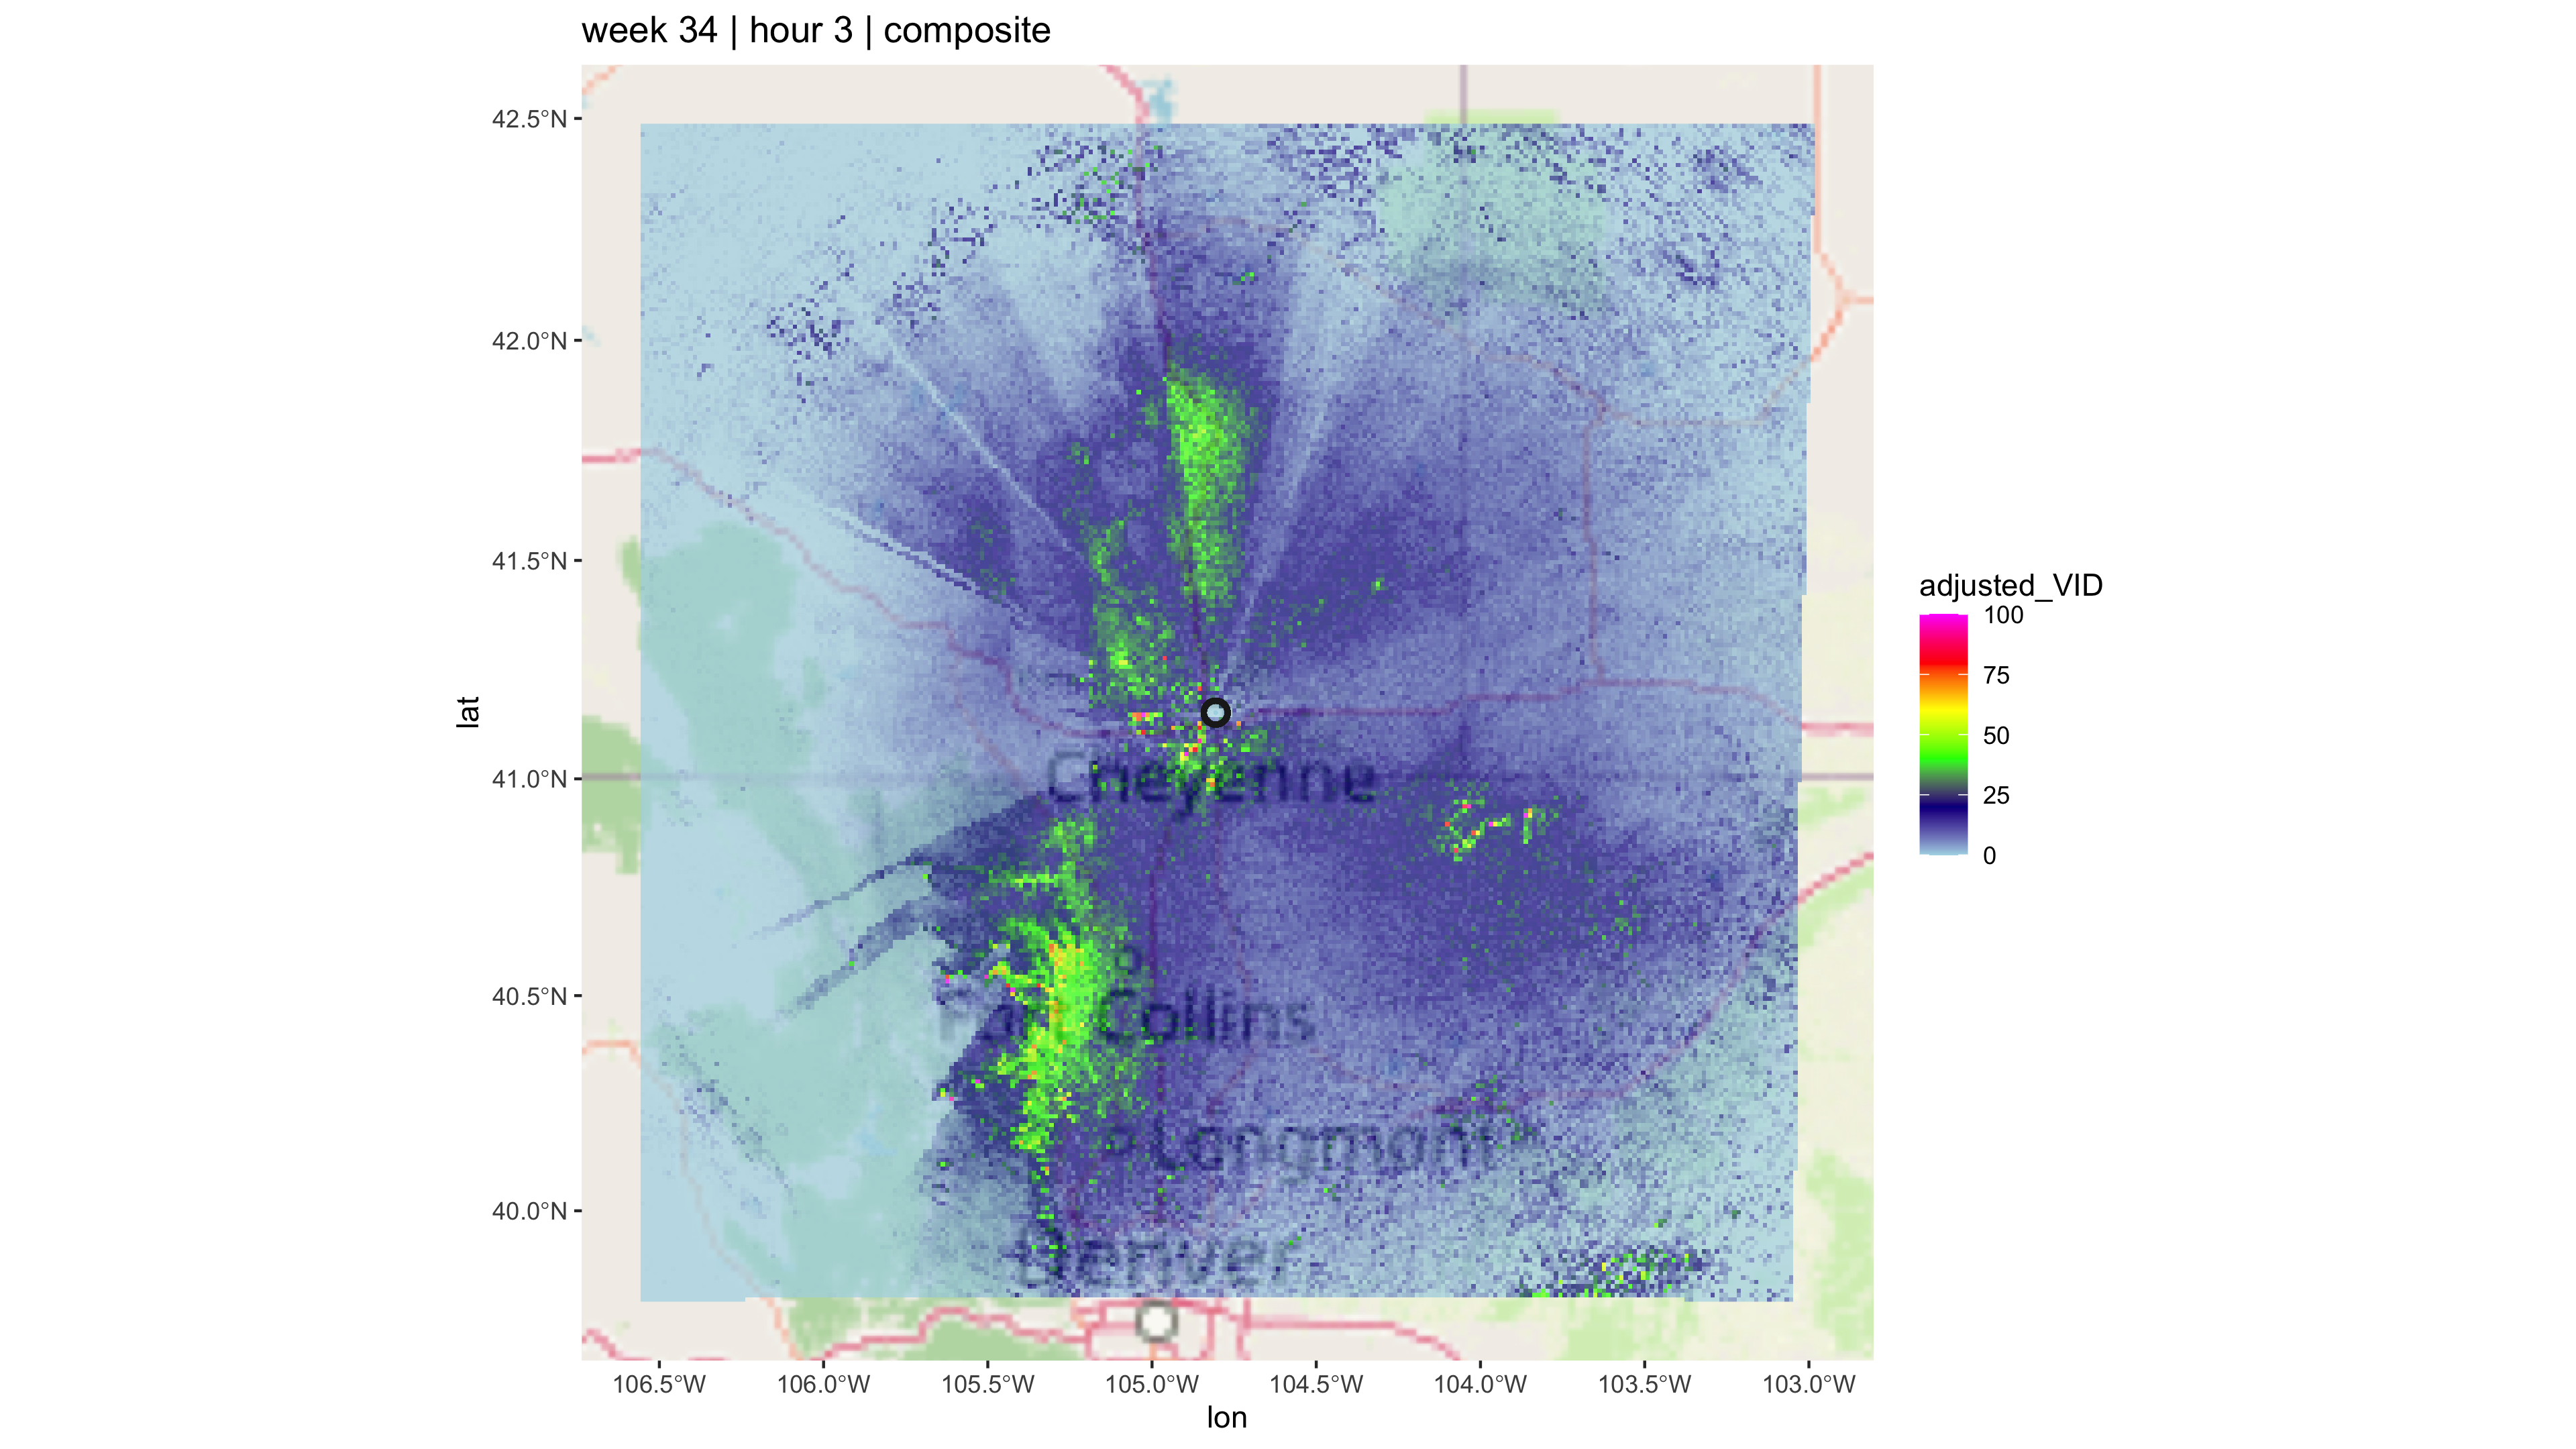 week 34 | hour 3 | composite
42.5°N
42.0°N
41.5°N
41.0°N
40.5°N
40.0°N
lat
Cheyenne
Fort Collins
Longmont
Denver
106.5°W 106.0°W 105.5°W 105.0°W 104.5°W 104.0°W 103.5°W 103.0°W
lon
adjusted_VID
100
75
50
25
0